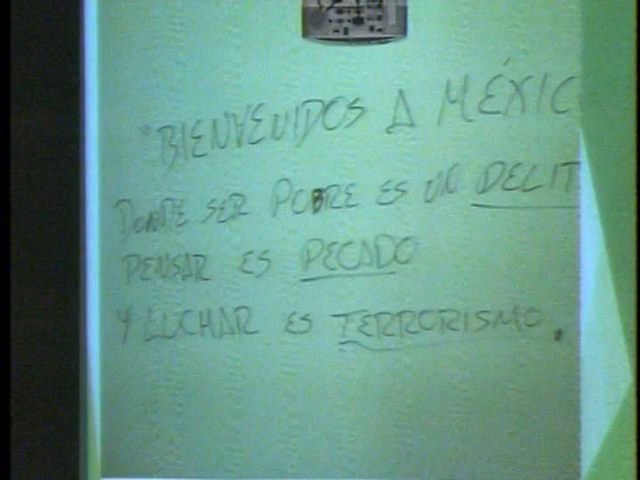 "BIENVENIDOS A MÉXIC
DONDE SER POBRE ES UN DELIT
PENSAR ES PECADO
Y LUCHAR ES TERRORISMO.